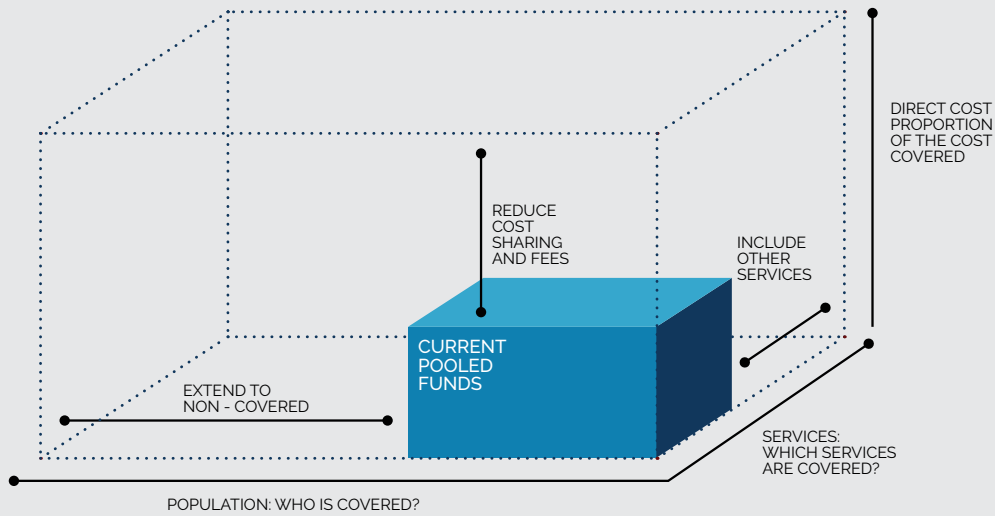 DIRECT COST
PROPORTION
OF THE COST
COVERED
REDUCE
COST
SHARING
AND FEES
INCLUDE
OTHER
SERVICES
CURRENT
POOLED
FUNDS
EXTEND TO
NON - COVERED
SERVICES:
WHICH SERVICES
ARE COVERED?
POPULATION: WHO IS COVERED?